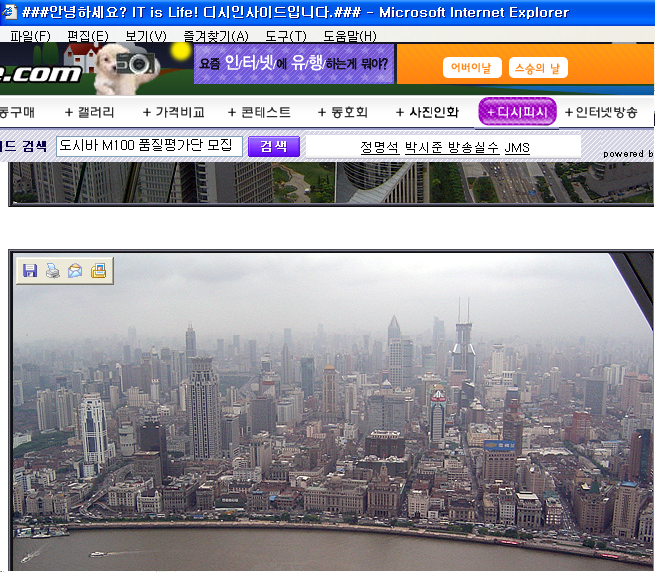 ###안녕하세요? IT is Life! 디시인사이드입니다.### - Microsoft Internet Explorer
파일(F) 편집(E) 보기(V) 즐겨찾기(A) 도구(T) 도움말(H)
e.com 요즘 인/터/넷/에 유/행/하는게 뭐야? 어버이날 스승의 날
동구매 + 갤러리 + 가격비교 + 콘테스트 + 동호회 + 사진인화 + 디시피시 + 인터넷방송
드 검색 도시바 M100 품질평가단 모집 검색 정명석 박시준 방송실수 JMS
powered b